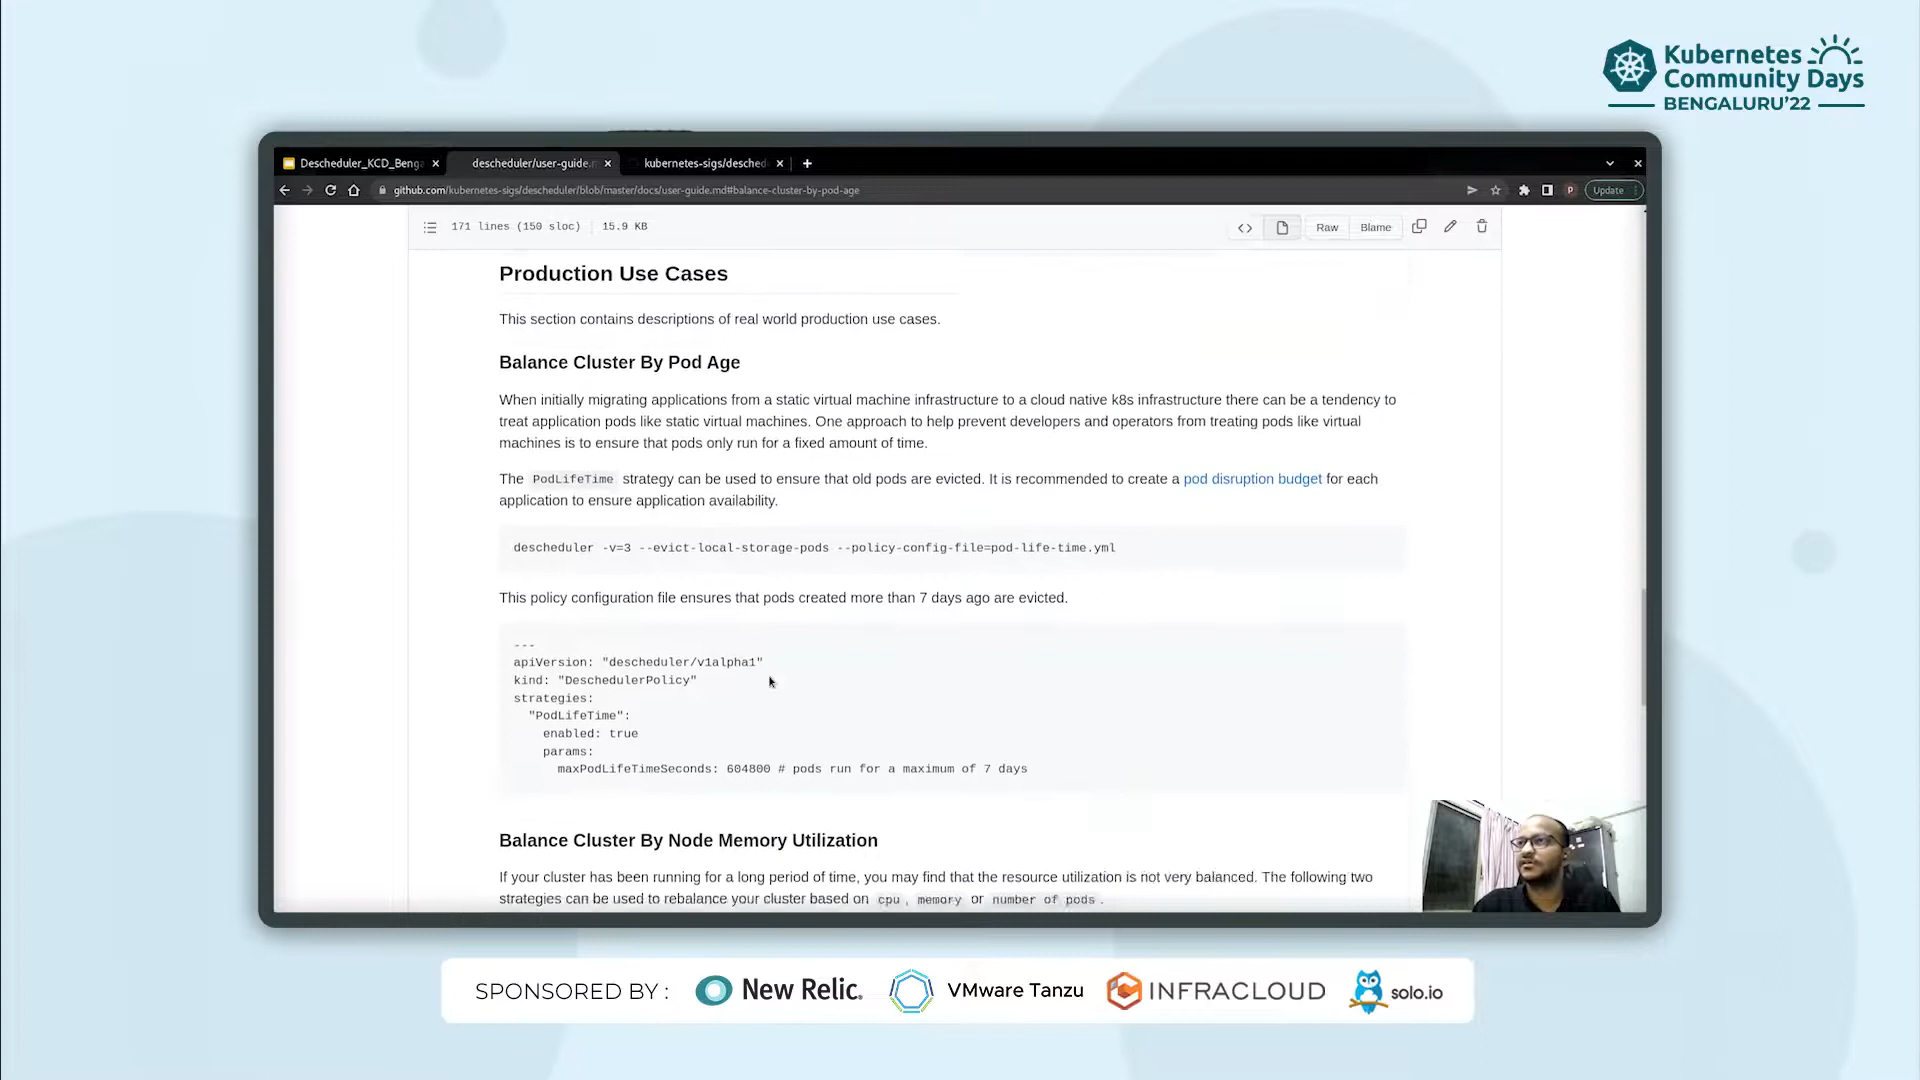 Kubernetes
Community Days
BENGALURU'22
Descheduler_KCD_Benga
descheduler/user-guide.
kubernetes-sigs/desched
github.com/kubernetes-sigs/descheduler/blob/master/docs/user-guide.md#balance-cluster-by-pod-age
P
Update
171 lines (150 sloc) 15.9 KB
Raw
Blame
Production Use Cases
This section contains descriptions of real world production use cases.
Balance Cluster By Pod Age
When initially migrating applications from a static virtual machine infrastructure to a cloud native k8s infrastructure there can be a tendency to
treat application pods like static virtual machines. One approach to help prevent developers and operators from treating pods like virtual
machines is to ensure that pods only run for a fixed amount of time.
The PodLifeTime strategy can be used to ensure that old pods are evicted. It is recommended to create a pod disruption budget for each
application to ensure application availability.
descheduler -v=3 --evict-local-storage-pods --policy-config-file=pod-life-time.yml
This policy configuration file ensures that pods created more than 7 days ago are evicted.
---
apiVersion: "descheduler/v1alpha1"
kind: "DeschedulerPolicy"
strategies:
"PodLifeTime":
enabled: true
params:
maxPodLifeTimeSeconds: 604800 # pods run for a maximum of 7 days
Balance Cluster By Node Memory Utilization
If your cluster has been running for a long period of time, you may find that the resource utilization is not very balanced. The following two
strategies can be used to rebalance your cluster based on cpu , memory or number of pods .
SPONSORED BY : New Relic. VMware Tanzu INFRACLOUD solo.io